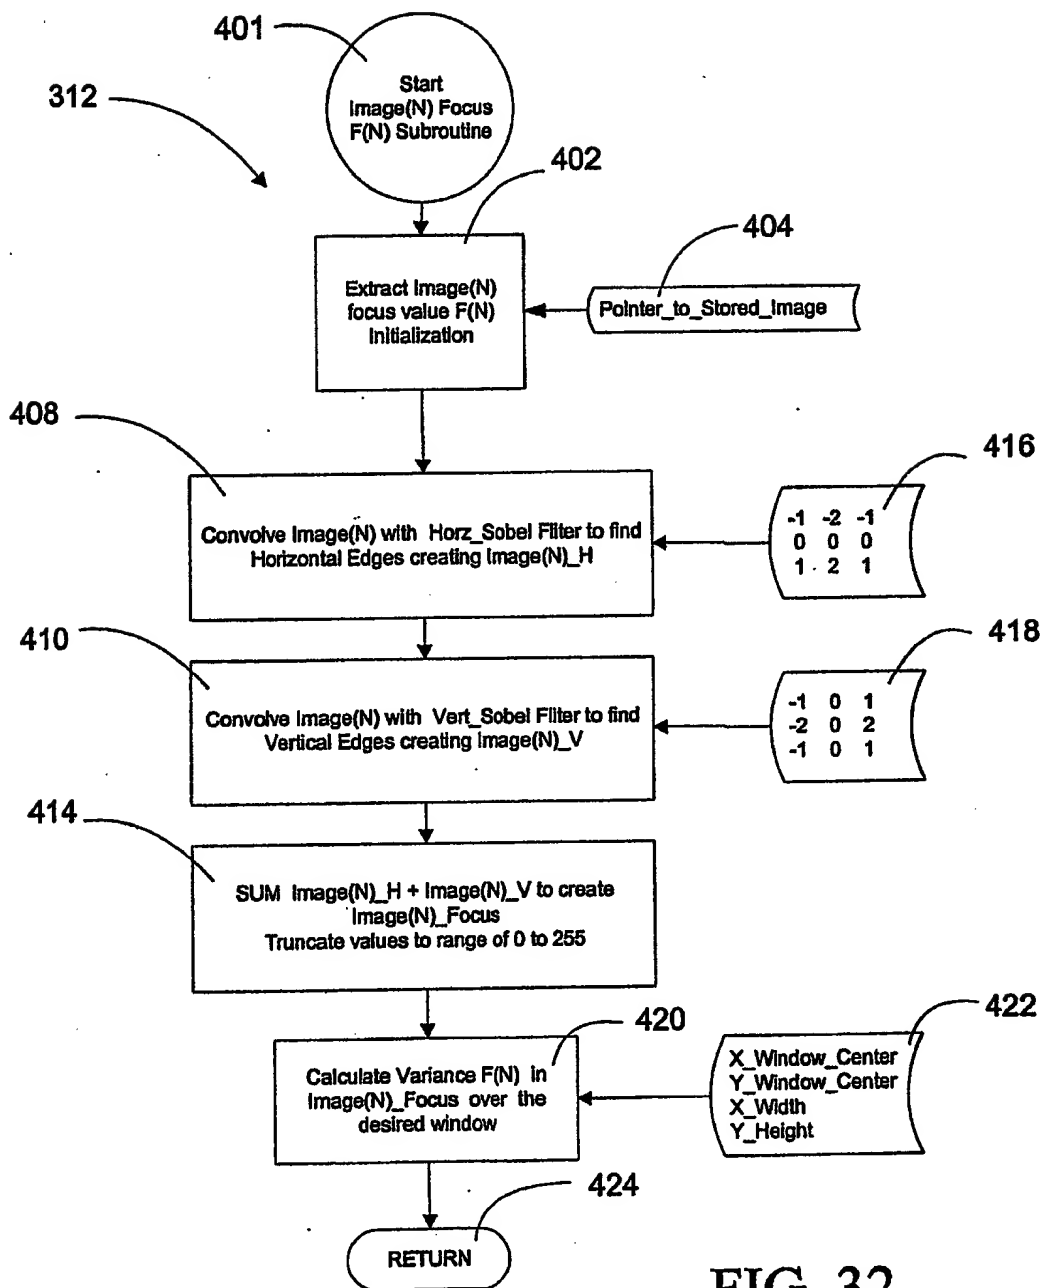 401
Start
Image(N) Focus
F(N) Subroutine
312
402
Extract Image(N)
focus value F(N)
Initialization
404
Pointer_to_Stored_Image
408
Convolve Image(N) with Horz_Sobel Filter to find
Horizontal Edges creating Image(N)_H
416
-1 -2 -1
0 0 0
1 2 1
410
Convolve Image(N) with Vert_Sobel Filter to find
Vertical Edges creating Image(N)_V
418
-1 0 1
-2 0 2
-1 0 1
414
SUM Image(N)_H + Image(N)_V to create
Image(N)_Focus
Truncate values to range of 0 to 255
420
Calculate Variance F(N) in
Image(N)_Focus over the
desired window
422
X_Window_Center
Y_Window_Center
X_Width
Y_Height
424
RETURN
FIG. 32